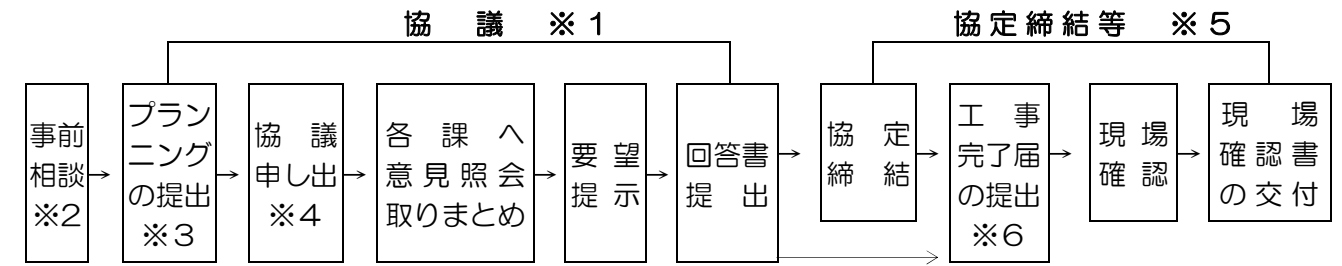 協　議　※１
協定締結等　※５
事前
相談
※2
プラン
ニング
の提出
※3
協　議
申し出
※4
各　課　へ
意見照会
取りまとめ
要　望
提　示
回答書
提　出
協　定
締　結
工　事
完了届
の提出
※6
現　場
確　認
現　場
確認書
の交付